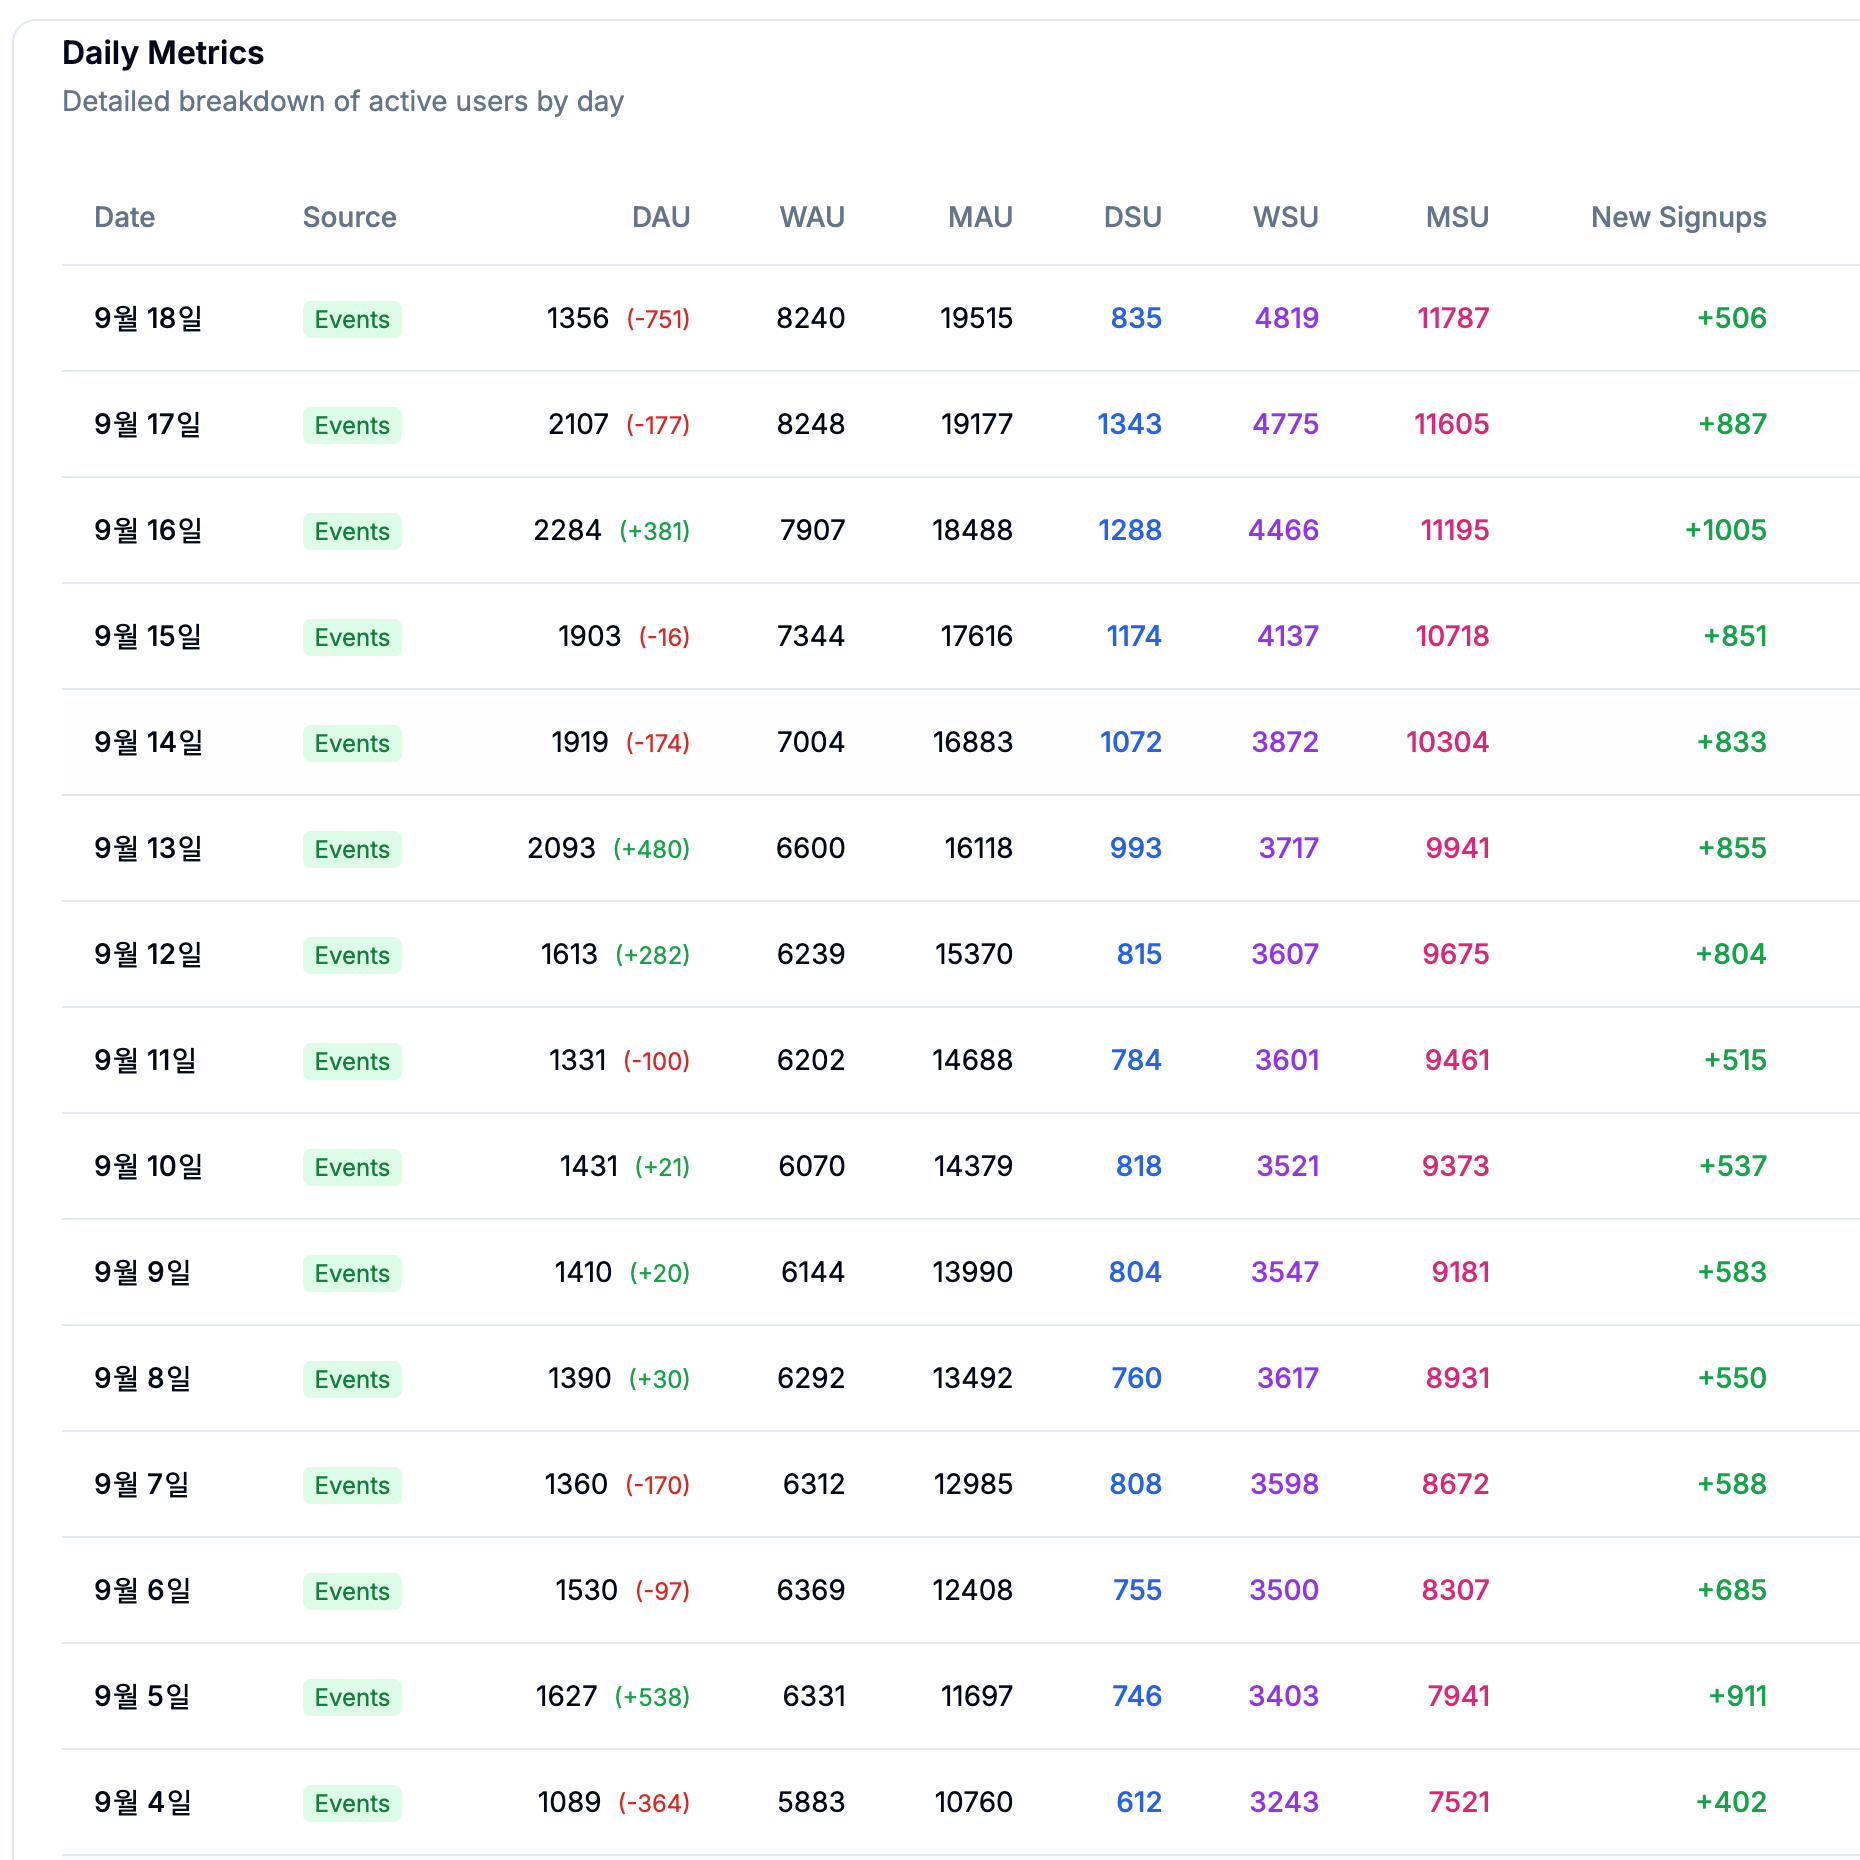 Daily Metrics
Detailed breakdown of active users by day
Date Source DAU WAU MAU DSU WSU MSU New Signups
9월 18일 Events 1356 (-751) 8240 19515 835 4819 11787 +506
9월 17일 Events 2107 (-177) 8248 19177 1343 4775 11605 +887
9월 16일 Events 2284 (+381) 7907 18488 1288 4466 11195 +1005
9월 15일 Events 1903 (-16) 7344 17616 1174 4137 10718 +851
9월 14일 Events 1919 (-174) 7004 16883 1072 3872 10304 +833
9월 13일 Events 2093 (+480) 6600 16118 993 3717 9941 +855
9월 12일 Events 1613 (+282) 6239 15370 815 3607 9675 +804
9월 11일 Events 1331 (-100) 6202 14688 784 3601 9461 +515
9월 10일 Events 1431 (+21) 6070 14379 818 3521 9373 +537
9월 9일 Events 1410 (+20) 6144 13990 804 3547 9181 +583
9월 8일 Events 1390 (+30) 6292 13492 760 3617 8931 +550
9월 7일 Events 1360 (-170) 6312 12985 808 3598 8672 +588
9월 6일 Events 1530 (-97) 6369 12408 755 3500 8307 +685
9월 5일 Events 1627 (+538) 6331 11697 746 3403 7941 +911
9월 4일 Events 1089 (-364) 5883 10760 612 3243 7521 +402